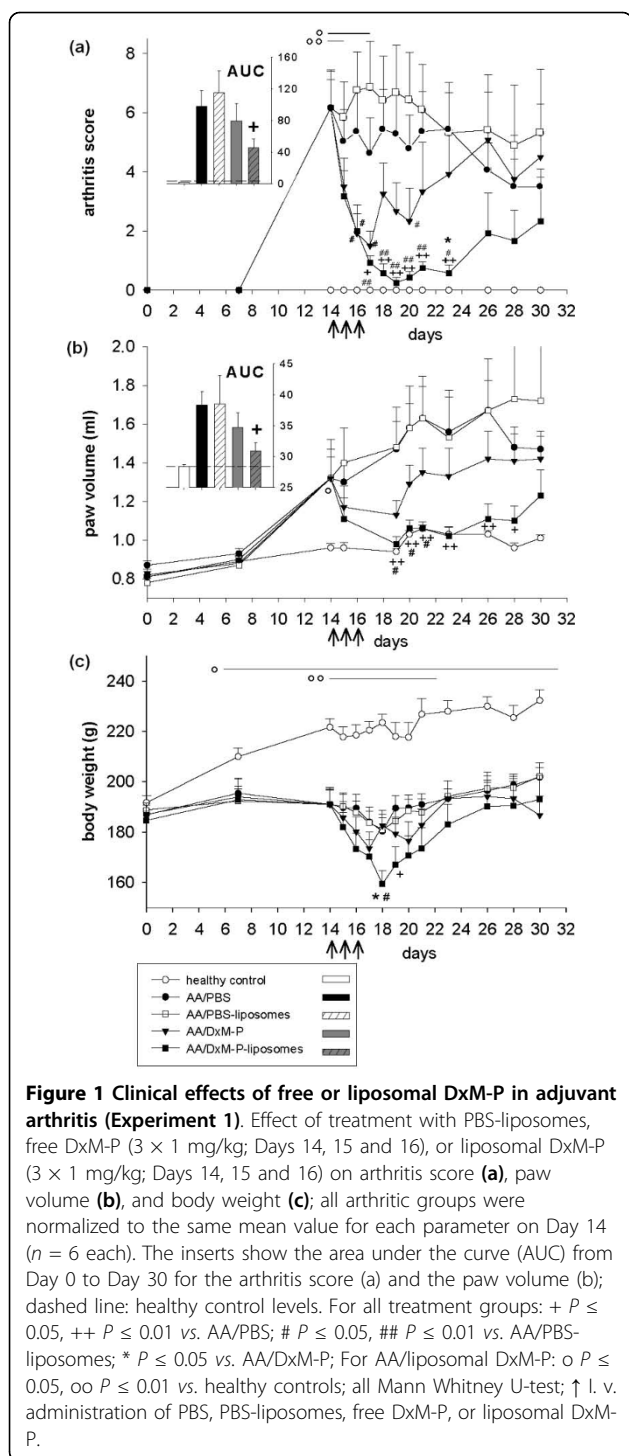 (a)
arthritis score
8
6
4
2
0
AUC
160
120
80
40
0
+
o
o o
# # # # + ## ## ++ ## ++ ## ++ ## ++ * # ++
0 2 4 6 8 10 12 14 16 18 20 22 24 26 28 30 32
↑↑↑ days
(b)
paw volume (ml)
2.0
1.8
1.6
1.4
1.2
1.0
0.8
AUC
45
40
35
30
25
+
o
++ # ++ # ++ # ++ ++ +
0 2 4 6 8 10 12 14 16 18 20 22 24 26 28 30 32
↑↑↑ days
(c)
body weight (g)
240
220
200
180
160
o
o o
* # +
0 2 4 6 8 10 12 14 16 18 20 22 24 26 28 30 32
↑↑↑ days
healthy control
AA/PBS
AA/PBS-liposomes
AA/DxM-P
AA/DxM-P-liposomes
Figure 1 Clinical effects of free or liposomal DxM-P in adjuvant
arthritis (Experiment 1). Effect of treatment with PBS-liposomes,
free DxM-P (3 × 1 mg/kg; Days 14, 15 and 16), or liposomal DxM-P
(3 × 1 mg/kg; Days 14, 15 and 16) on arthritis score (a), paw
volume (b), and body weight (c); all arthritic groups were
normalized to the same mean value for each parameter on Day 14
(n = 6 each). The inserts show the area under the curve (AUC) from
Day 0 to Day 30 for the arthritis score (a) and the paw volume (b);
dashed line: healthy control levels. For all treatment groups: + P ≤
0.05, ++ P ≤ 0.01 vs. AA/PBS; # P ≤ 0.05, ## P ≤ 0.01 vs. AA/PBS-
liposomes; * P ≤ 0.05 vs. AA/DxM-P; For AA/liposomal DxM-P: o P ≤
0.05, oo P ≤ 0.01 vs. healthy controls; all Mann Whitney U-test; ↑ I. v.
administration of PBS, PBS-liposomes, free DxM-P, or liposomal DxM-
P.